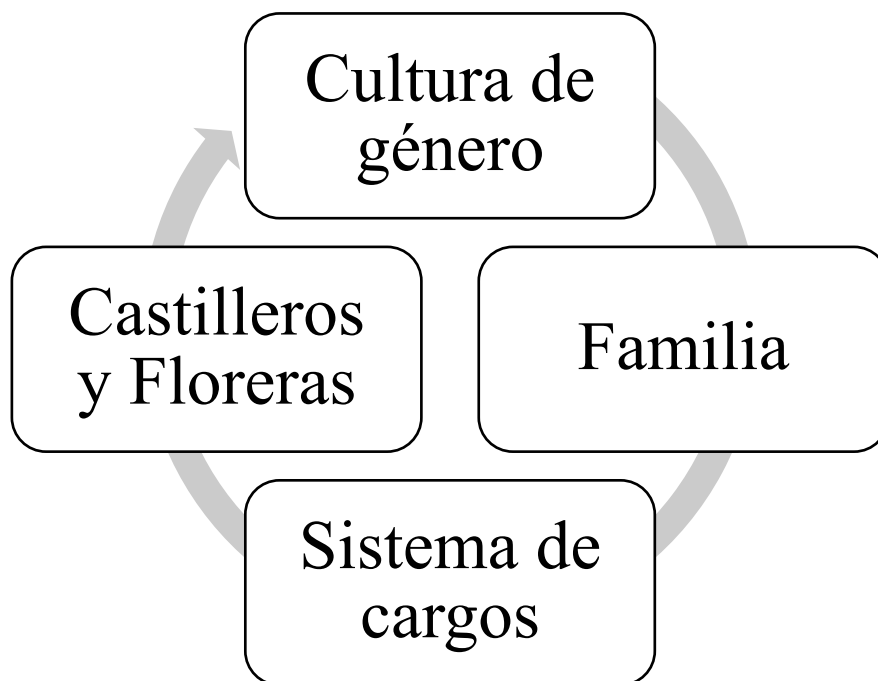 Cultura de
género
Castilleros
y Floreras
Familia
Sistema de
cargos